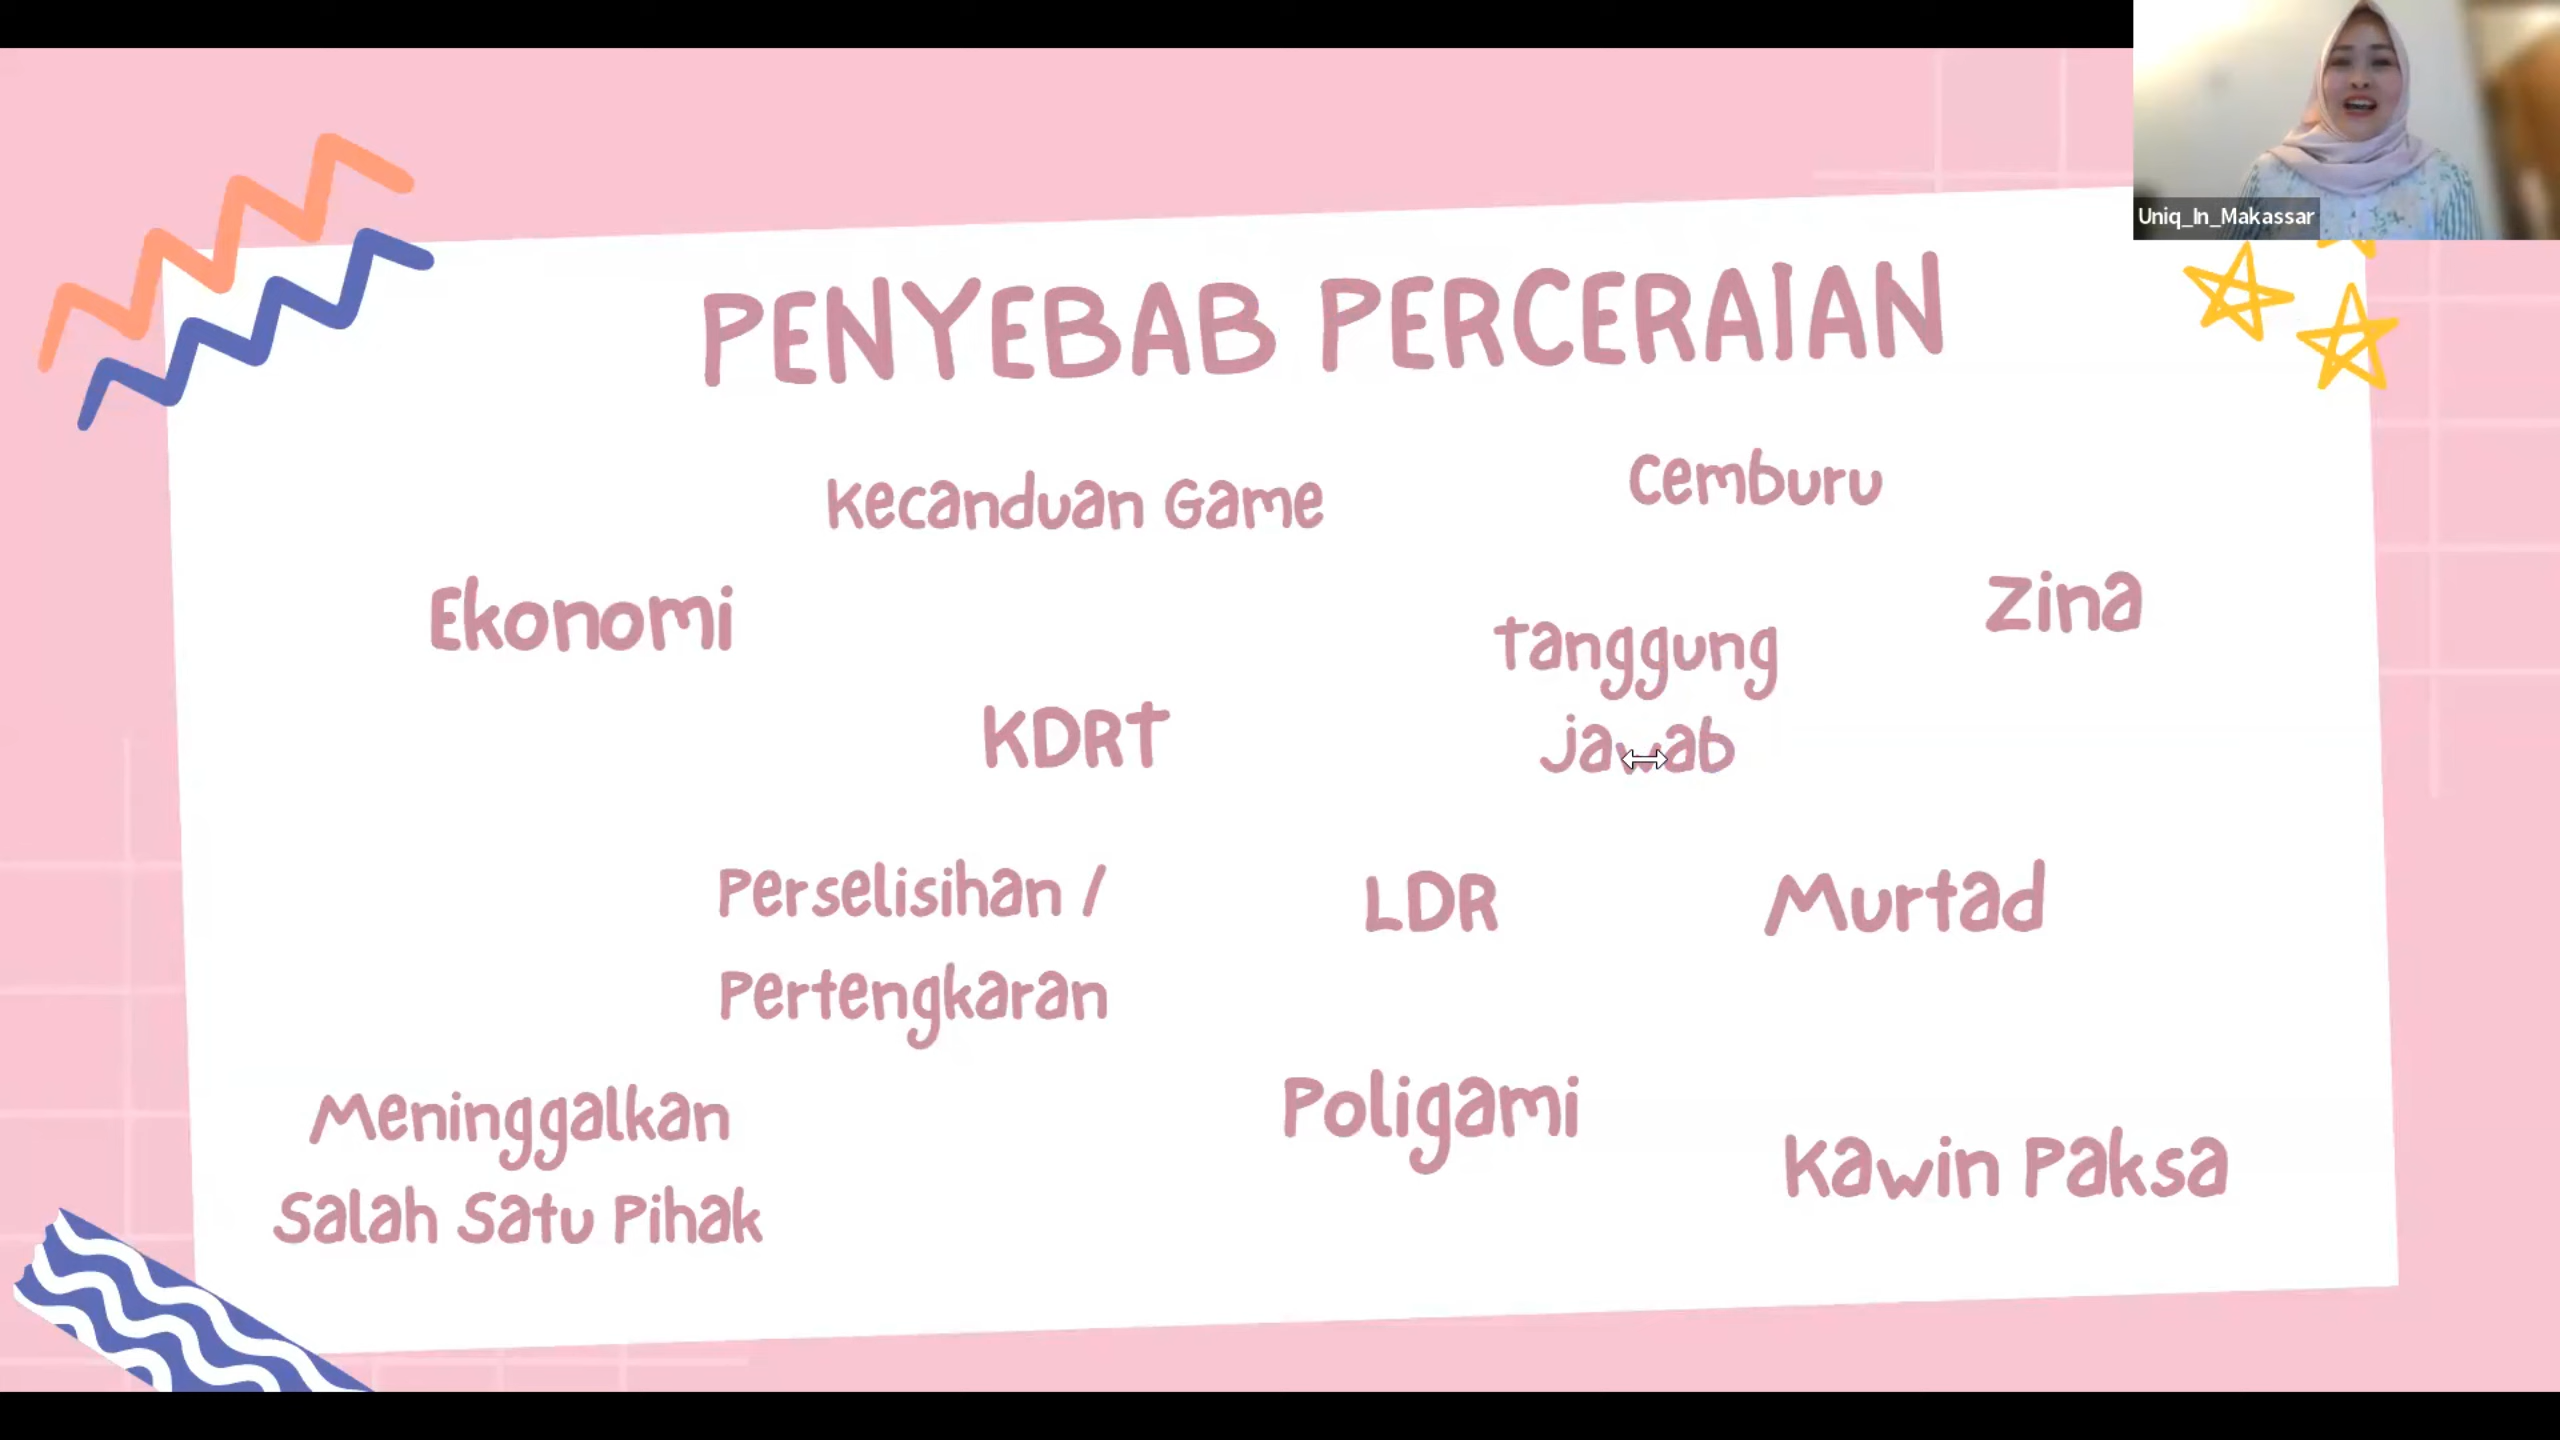 Uniq_In_Makassar
PENYEBAB PERCERAIAN
Kecanduan Game
Cemburu
Ekonomi
Zina
Tanggung
jawab
KDRT
Perselisihan /
Pertengkaran
LDR
Murtad
Meninggalkan
Salah Satu Pihak
Poligami
Kawin Paksa